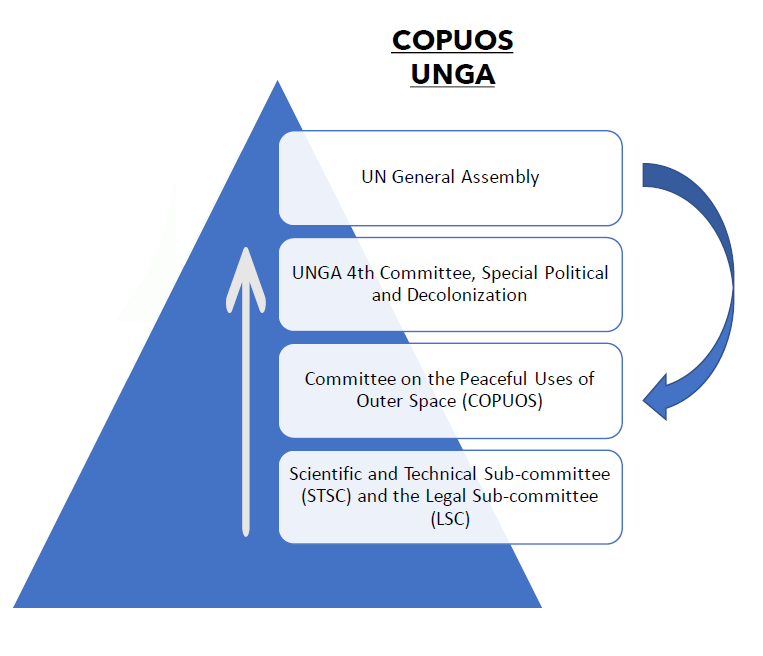 COPUOS
UNGA
UN General Assembly
UNGA 4th Committee, Special Political
and Decolonization
Committee on the Peaceful Uses of
Outer Space (COPUOS)
Scientific and Technical Sub-committee
(STSC) and the Legal Sub-committee
(LSC)